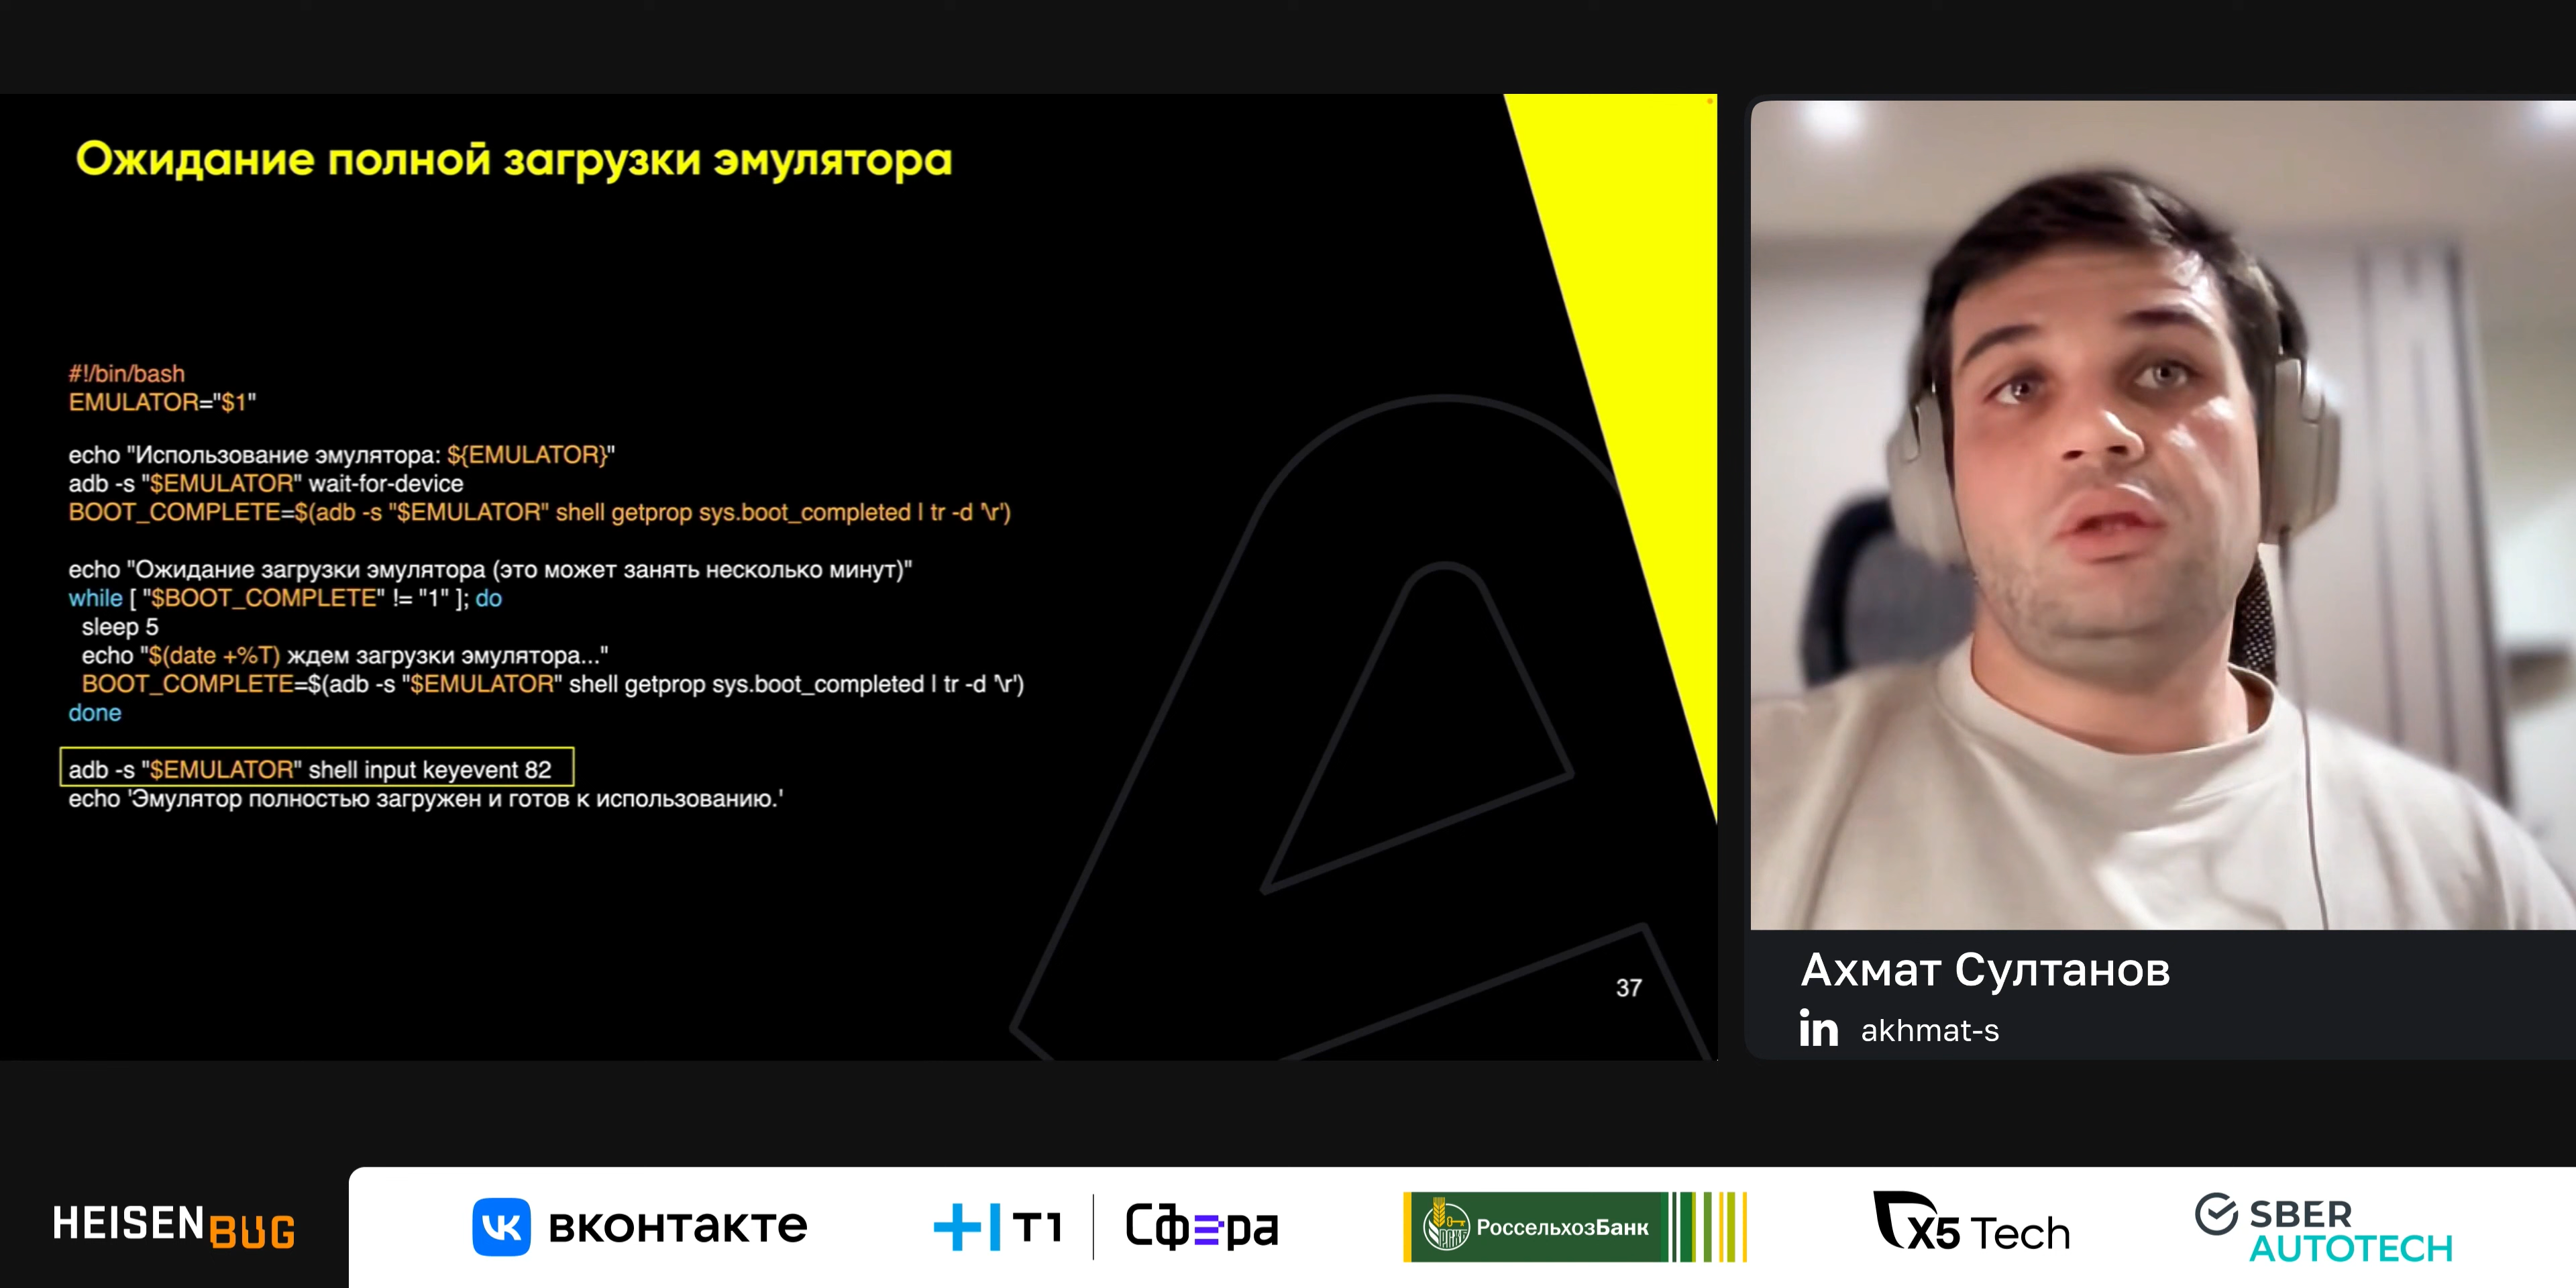 Ожидание полной загрузки эмулятора
#!/bin/bash
EMULATOR="$1"
echo "Использование эмулятора: ${EMULATOR}"
adb -s "$EMULATOR" wait-for-device
BOOT_COMPLETE=$(adb -s "$EMULATOR" shell getprop sys.boot_completed | tr -d '\r')
echo "Ожидание загрузки эмулятора (это может занять несколько минут)"
while [ "$BOOT_COMPLETE" != "1" ]; do
sleep 5
echo "$(date +%T) ждем загрузки эмулятора..."
BOOT_COMPLETE=$(adb -s "$EMULATOR" shell getprop sys.boot_completed | tr -d '\r')
done
adb -s "$EMULATOR" shell input keyevent 82
echo 'Эмулятор полностью загружен и готов к использованию.'
37
Ахмат Султанов
in akhmat-s
HEISENBUG
вконтакте
Т1
Сфера
РоссельхозБанк
X5 Tech
SBER
AUTOTECH